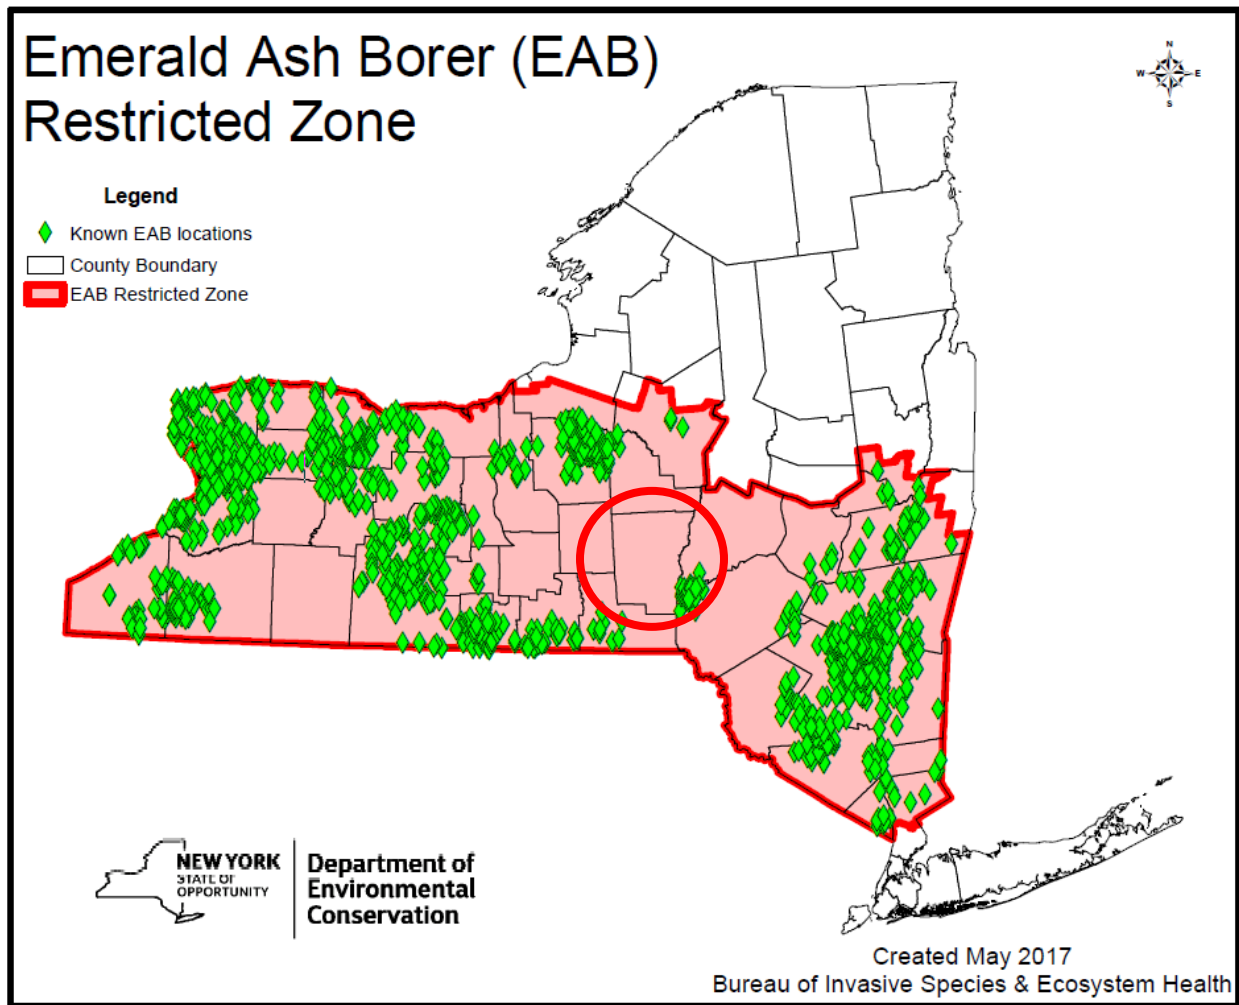 Emerald Ash Borer (EAB)
Restricted Zone
N
W
E
S
Legend
Known EAB locations
County Boundary
EAB Restricted Zone
NEW YORK
STATE OF
OPPORTUNITY
Department of
Environmental
Conservation
Created May 2017
Bureau of Invasive Species & Ecosystem Health